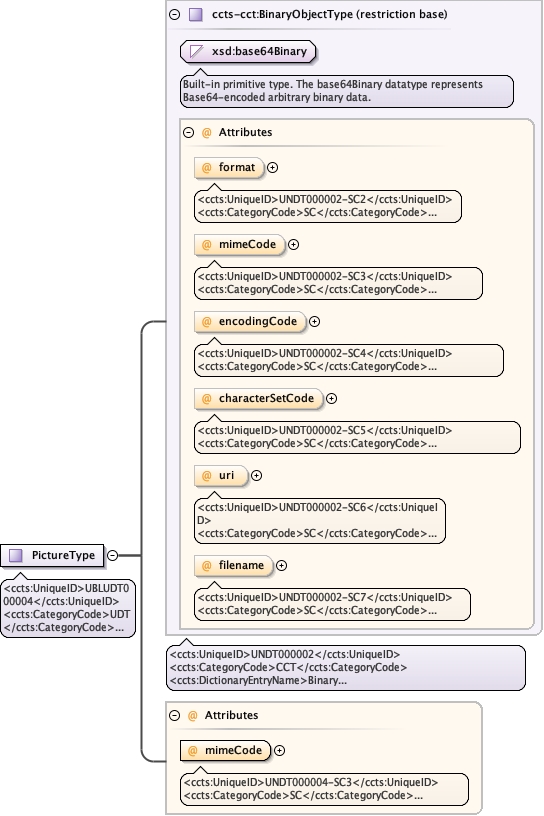 ccts-cct:BinaryObjectType (restriction base)
xsd:base64Binary
Built-in primitive type. The base64Binary datatype represents
Base64-encoded arbitrary binary data.
@ Attributes
@ format
<ccts:UniqueID>UNDT000002-SC2</ccts:UniqueID>
<ccts:CategoryCode>SC</ccts:CategoryCode>...
@ mimeCode
<ccts:UniqueID>UNDT000002-SC3</ccts:UniqueID>
<ccts:CategoryCode>SC</ccts:CategoryCode>...
@ encodingCode
<ccts:UniqueID>UNDT000002-SC4</ccts:UniqueID>
<ccts:CategoryCode>SC</ccts:CategoryCode>...
@ characterSetCode
<ccts:UniqueID>UNDT000002-SC5</ccts:UniqueID>
<ccts:CategoryCode>SC</ccts:CategoryCode>...
@ uri
<ccts:UniqueID>UNDT000002-SC6</ccts:UniqueI
D>
<ccts:CategoryCode>SC</ccts:CategoryCode>...
@ filename
<ccts:UniqueID>UNDT000002-SC7</ccts:UniqueID>
<ccts:CategoryCode>SC</ccts:CategoryCode>...
PictureType
<ccts:UniqueID>UBLUDT0
00004</ccts:UniqueID>
<ccts:CategoryCode>UDT
</ccts:CategoryCode>...
<ccts:UniqueID>UNDT000002</ccts:UniqueID>
<ccts:CategoryCode>CCT</ccts:CategoryCode>
<ccts:DictionaryEntryName>Binary...
@ Attributes
@ mimeCode
<ccts:UniqueID>UNDT000004-SC3</ccts:UniqueID>
<ccts:CategoryCode>SC</ccts:CategoryCode>...